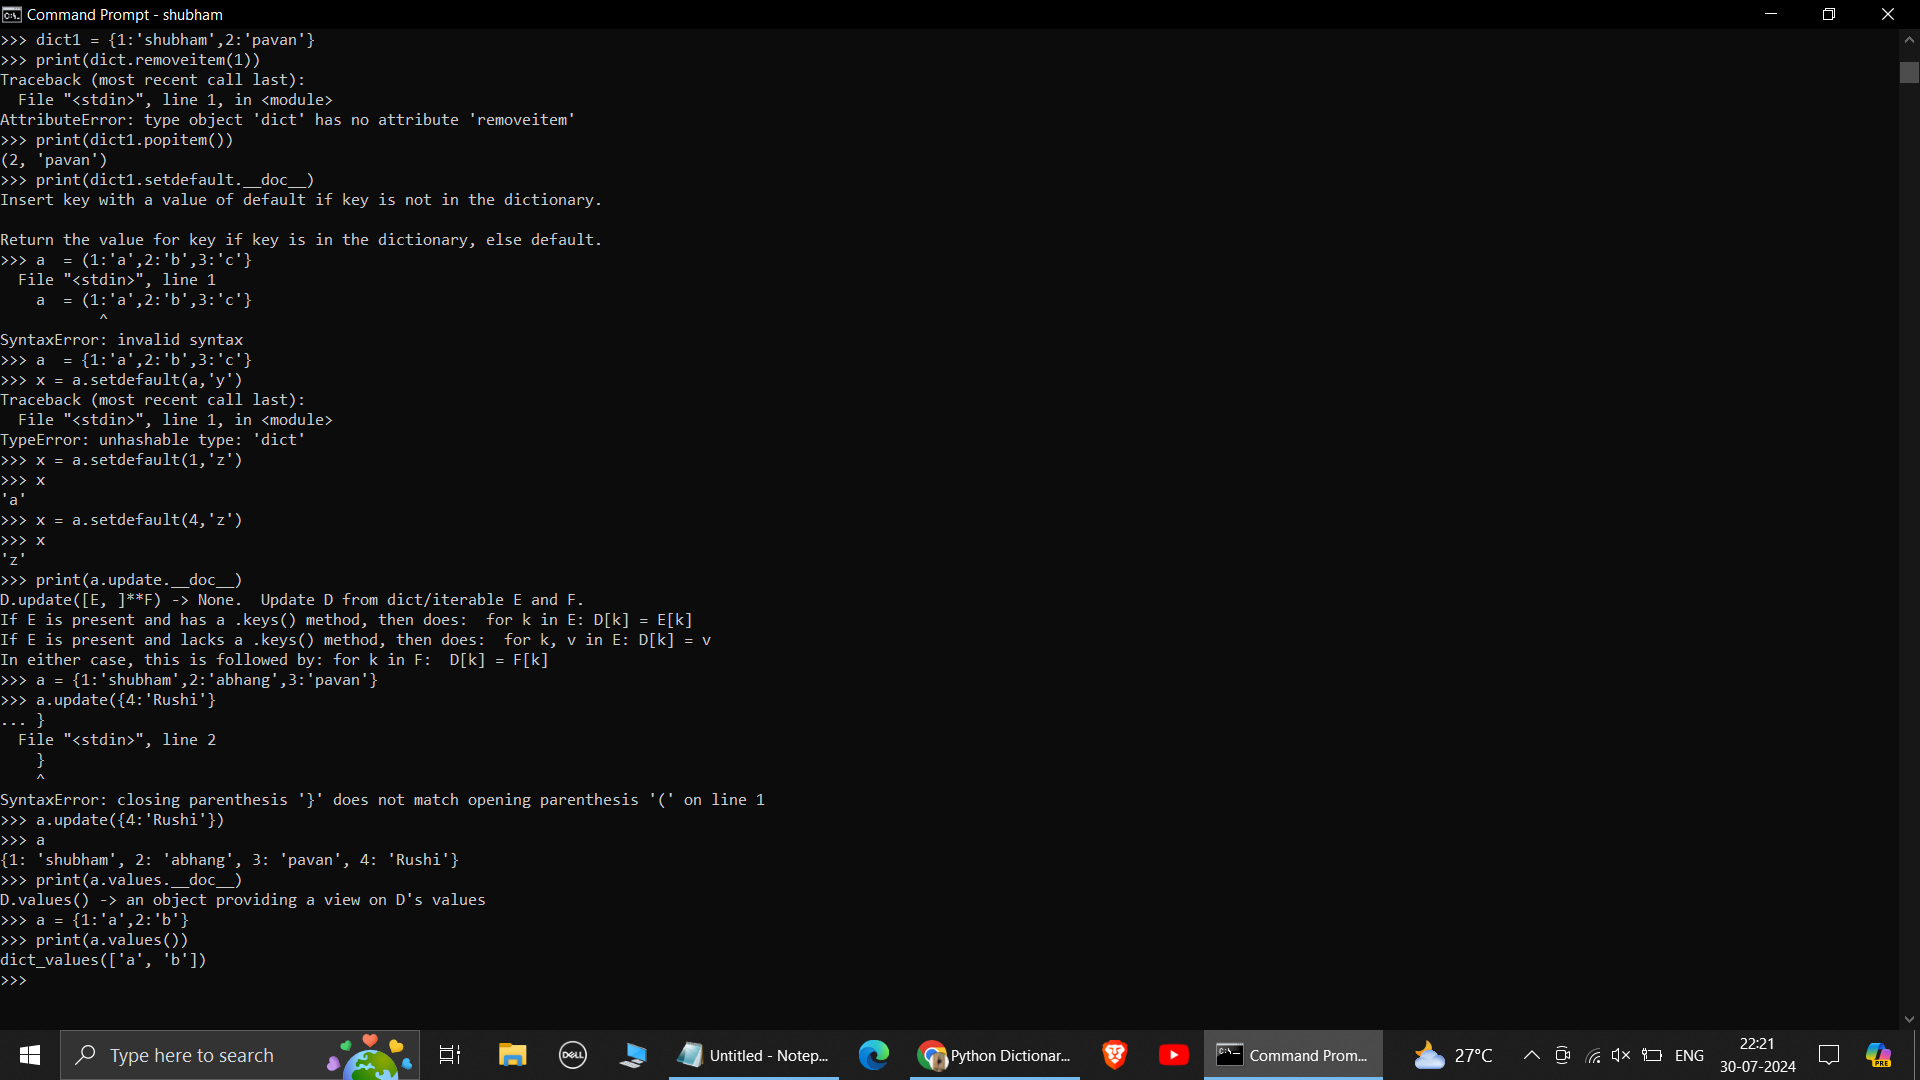 Command Prompt - shubham
>>> dict1 = {1:'shubham',2:'pavan'}
>>> print(dict.removeitem(1))
Traceback (most recent call last):
  File "<stdin>", line 1, in <module>
AttributeError: type object 'dict' has no attribute 'removeitem'
>>> print(dict1.popitem())
(2, 'pavan')
>>> print(dict1.setdefault.__doc__)
Insert key with a value of default if key is not in the dictionary.

Return the value for key if key is in the dictionary, else default.
>>> a  = (1:'a',2:'b',3:'c'}
  File "<stdin>", line 1
    a  = (1:'a',2:'b',3:'c'}
           ^
SyntaxError: invalid syntax
>>> a  = {1:'a',2:'b',3:'c'}
>>> x = a.setdefault(a,'y')
Traceback (most recent call last):
  File "<stdin>", line 1, in <module>
TypeError: unhashable type: 'dict'
>>> x = a.setdefault(1,'z')
>>> x
'a'
>>> x = a.setdefault(4,'z')
>>> x
'z'
>>> print(a.update.__doc__)
D.update([E, ]**F) -> None.  Update D from dict/iterable E and F.
If E is present and has a .keys() method, then does:  for k in E: D[k] = E[k]
If E is present and lacks a .keys() method, then does:  for k, v in E: D[k] = v
In either case, this is followed by: for k in F:  D[k] = F[k]
>>> a = {1:'shubham',2:'abhang',3:'pavan'}
>>> a.update({4:'Rushi'}
... }
  File "<stdin>", line 2
    }
    ^
SyntaxError: closing parenthesis '}' does not match opening parenthesis '(' on line 1
>>> a.update({4:'Rushi'})
>>> a
{1: 'shubham', 2: 'abhang', 3: 'pavan', 4: 'Rushi'}
>>> print(a.values.__doc__)
D.values() -> an object providing a view on D's values
>>> a = {1:'a',2:'b'}
>>> print(a.values())
dict_values(['a', 'b'])
>>>
Type here to search
DELL
Untitled - Notep...
Python Dictionar...
Command Prom...
27°C
ENG
22:21
30-07-2024
PRE